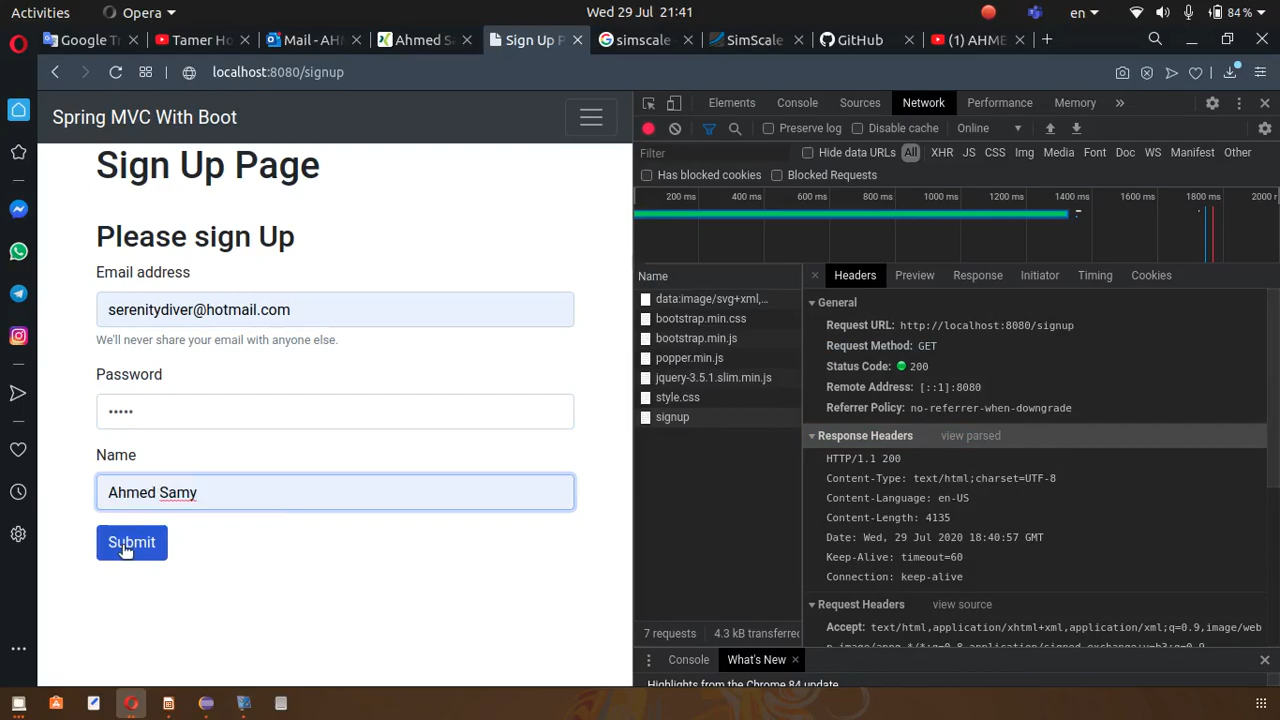 Activities
Opera
Wed 29 Jul 21:41
en
84 %
Google Tr
Tamer Ho
Mail - AHM
Ahmed Sa
Sign Up P
simscale -
SimScale
GitHub
(1) AHME
localhost:8080/signup
Spring MVC With Boot
Sign Up Page
Please sign Up
Email address
serenitydiver@hotmail.com
We'll never share your email with anyone else.
Password
•••••
Name
Ahmed Samy
Submit
Elements Console Sources Network Performance Memory »
Preserve log Disable cache Online
Filter Hide data URLs All XHR JS CSS Img Media Font Doc WS Manifest Other
Has blocked cookies Blocked Requests
200 ms 400 ms 600 ms 800 ms 1000 ms 1200 ms 1400 ms 1600 ms 1800 ms 2000 r
Name
data:image/svg+xml,...
bootstrap.min.css
bootstrap.min.js
popper.min.js
jquery-3.5.1.slim.min.js
style.css
signup
7 requests 4.3 kB transferred
× Headers Preview Response Initiator Timing Cookies
General
Request URL: http://localhost:8080/signup
Request Method: GET
Status Code: 200
Remote Address: [::1]:8080
Referrer Policy: no-referrer-when-downgrade
Response Headers view parsed
HTTP/1.1 200
Content-Type: text/html;charset=UTF-8
Content-Language: en-US
Content-Length: 4135
Date: Wed, 29 Jul 2020 18:40:57 GMT
Keep-Alive: timeout=60
Connection: keep-alive
Request Headers view source
Accept: text/html,application/xhtml+xml,application/xml;q=0.9,image/web
Console What's New ×
Highlights from the Chrome 84 update